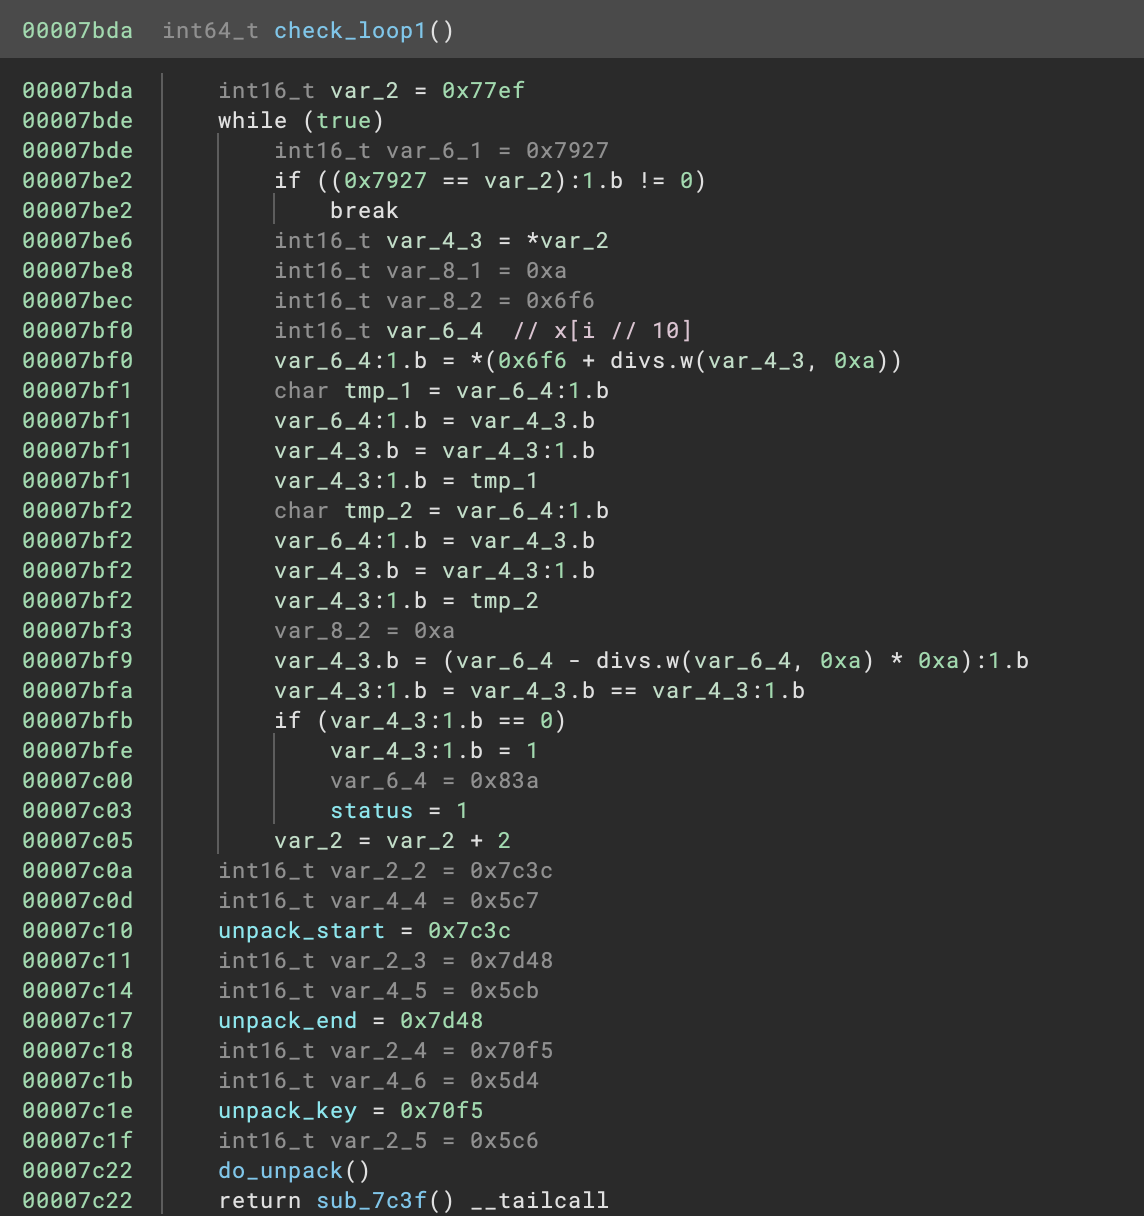 00007bda int64_t check_loop1()
00007bda int16_t var_2 = 0x77ef
00007bde while (true)
00007bde int16_t var_6_1 = 0x7927
00007be2 if ((0x7927 == var_2):1.b != 0)
00007be2 break
00007be6 int16_t var_4_3 = *var_2
00007be8 int16_t var_8_1 = 0xa
00007bec int16_t var_8_2 = 0x6f6
00007bf0 int16_t var_6_4 // x[i // 10]
00007bf0 var_6_4:1.b = *(0x6f6 + divs.w(var_4_3, 0xa))
00007bf1 char tmp_1 = var_6_4:1.b
00007bf1 var_6_4:1.b = var_4_3.b
00007bf1 var_4_3.b = var_4_3:1.b
00007bf1 var_4_3:1.b = tmp_1
00007bf2 char tmp_2 = var_6_4:1.b
00007bf2 var_6_4:1.b = var_4_3.b
00007bf2 var_4_3.b = var_4_3:1.b
00007bf2 var_4_3:1.b = tmp_2
00007bf3 var_8_2 = 0xa
00007bf9 var_4_3.b = (var_6_4 - divs.w(var_6_4, 0xa) * 0xa):1.b
00007bfa var_4_3:1.b = var_4_3.b == var_4_3:1.b
00007bfb if (var_4_3:1.b == 0)
00007bfe var_4_3:1.b = 1
00007c00 var_6_4 = 0x83a
00007c03 status = 1
00007c05 var_2 = var_2 + 2
00007c0a int16_t var_2_2 = 0x7c3c
00007c0d int16_t var_4_4 = 0x5c7
00007c10 unpack_start = 0x7c3c
00007c11 int16_t var_2_3 = 0x7d48
00007c14 int16_t var_4_5 = 0x5cb
00007c17 unpack_end = 0x7d48
00007c18 int16_t var_2_4 = 0x70f5
00007c1b int16_t var_4_6 = 0x5d4
00007c1e unpack_key = 0x70f5
00007c1f int16_t var_2_5 = 0x5c6
00007c22 do_unpack()
00007c22 return sub_7c3f() __tailcall